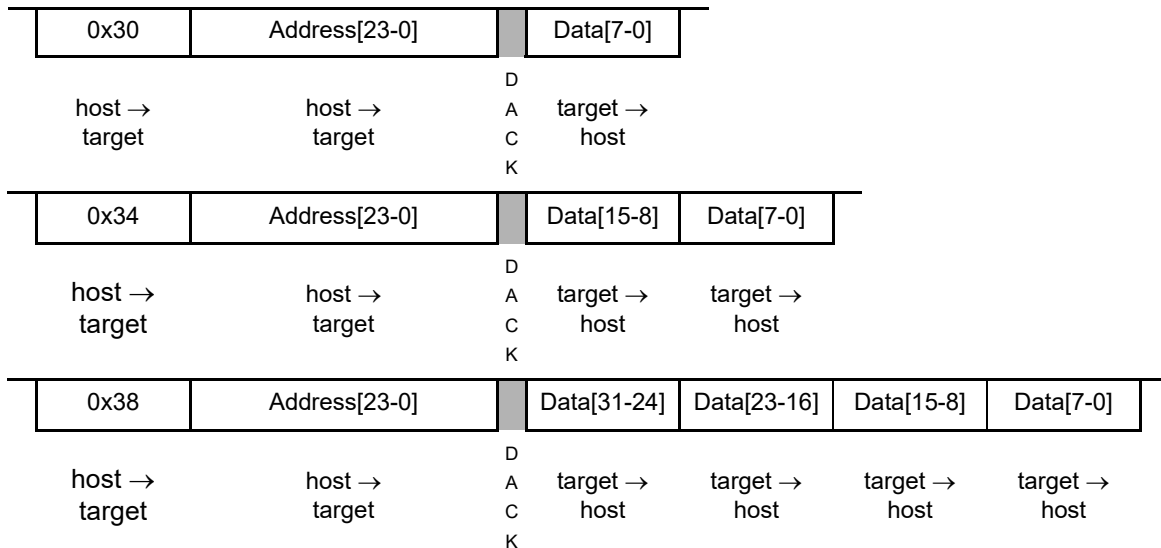 0x30 Address[23-0] Data[7-0]
D
host → host → A target →
target target C host
K
0x34 Address[23-0] Data[15-8] Data[7-0]
D
host → host → A target → target →
target target C host host
K
0x38 Address[23-0] Data[31-24] Data[23-16] Data[15-8] Data[7-0]
D
host → host → A target → target → target → target →
target target C host host host host
K